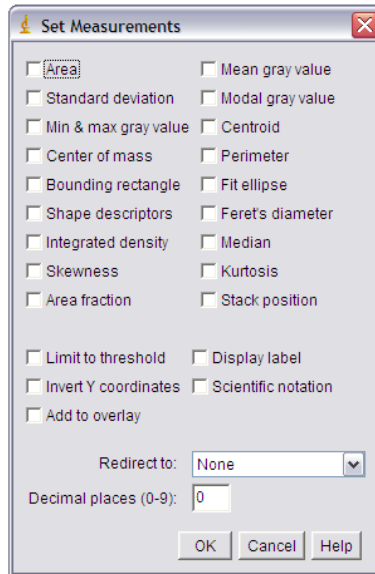 Set Measurements
Area Mean gray value
Standard deviation Modal gray value
Min & max gray value Centroid
Center of mass Perimeter
Bounding rectangle Fit ellipse
Shape descriptors Feret's diameter
Integrated density Median
Skewness Kurtosis
Area fraction Stack position
Limit to threshold Display label
Invert Y coordinates Scientific notation
Add to overlay
Redirect to: None
Decimal places (0-9): 0
OK Cancel Help